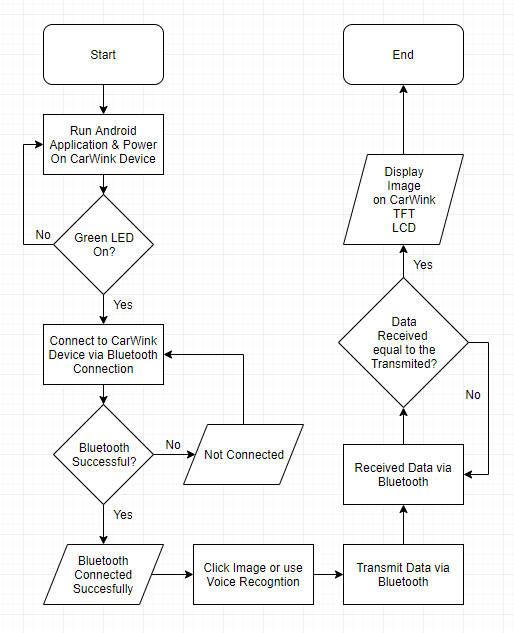 Start
Run Android
Application & Power
On CarWink Device
No
Green LED
On?
Yes
Connect to CarWink
Device via Bluetooth
Connection
Bluetooth
Successful?
No
Not Connected
Yes
Bluetooth
Connected
Succesfully
Click Image or use
Voice Recogntion
Transmit Data via
Bluetooth
Received Data via
Bluetooth
No
Data
Received
equal to the
Transmited?
Yes
Display
Image
on CarWink
TFT
LCD
End